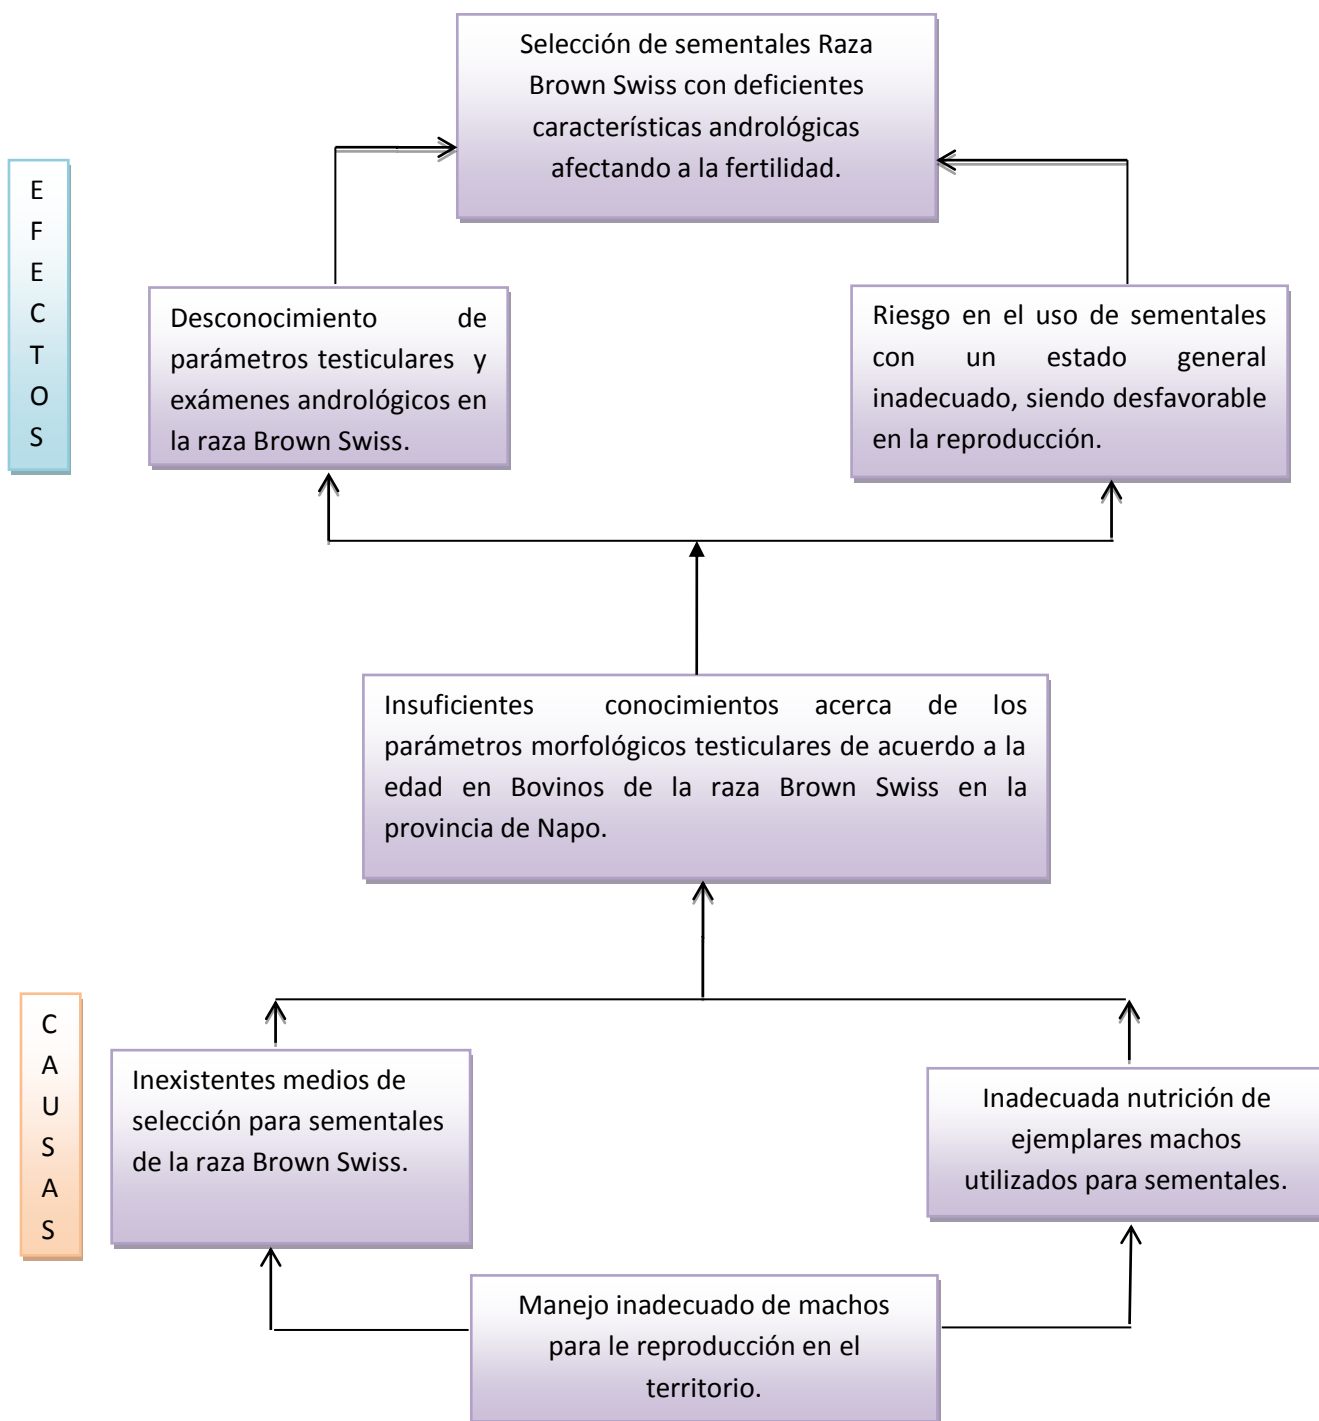 Selección de sementales Raza
Brown Swiss con deficientes
características andrológicas
afectando a la fertilidad.
E
F
E
C
T
O
S
Desconocimiento de
parámetros testiculares y
exámenes andrológicos en
la raza Brown Swiss.
Riesgo en el uso de sementales
con un estado general
inadecuado, siendo desfavorable
en la reproducción.
Insuficientes conocimientos acerca de los
parámetros morfológicos testiculares de acuerdo a la
edad en Bovinos de la raza Brown Swiss en la
provincia de Napo.
C
A
U
S
A
S
Inexistentes medios de
selección para sementales
de la raza Brown Swiss.
Inadecuada nutrición de
ejemplares machos
utilizados para sementales.
Manejo inadecuado de machos
para le reproducción en el
territorio.